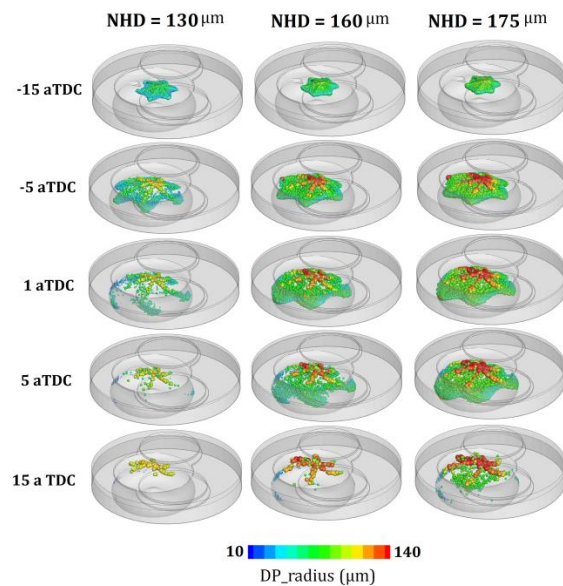 NHD = 130 μm NHD = 160 μm NHD = 175 μm
-15 aTDC
-5 aTDC
1 aTDC
5 aTDC
15 a TDC
10 140
DP_radius (μm)